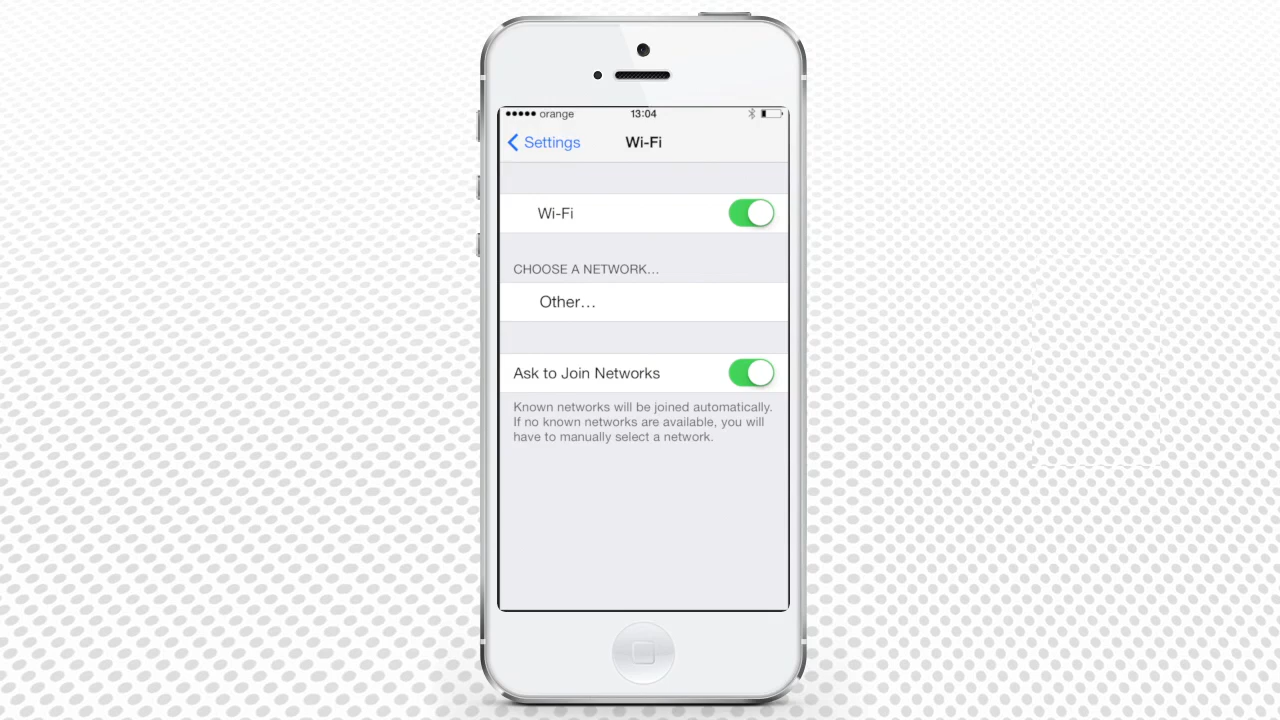 orange 13:04
Settings Wi-Fi
Wi-Fi
CHOOSE A NETWORK...
Other...
Ask to Join Networks
Known networks will be joined automatically.
If no known networks are available, you will
have to manually select a network.